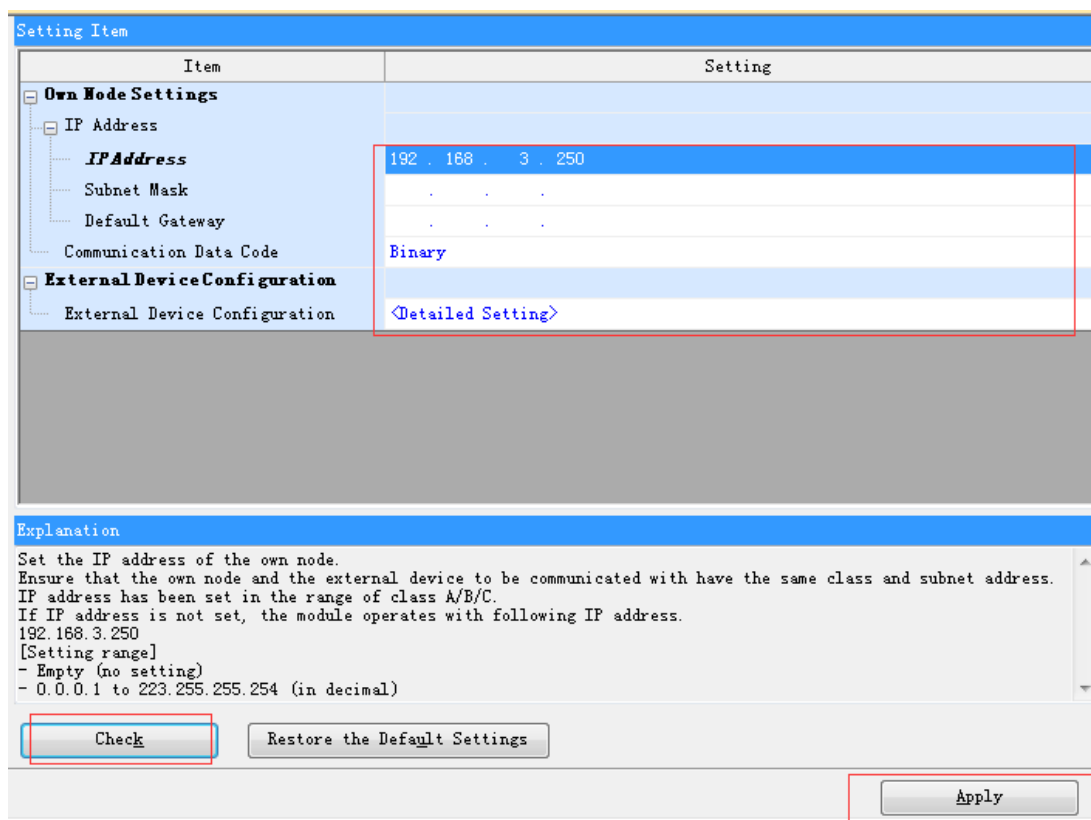 Setting Item
Item Setting
Own Node Settings
IP Address
IP Address 192 . 168 . 3 . 250
Subnet Mask . . .
Default Gateway . . .
Communication Data Code Binary
External Device Configuration
External Device Configuration <Detailed Setting>
Explanation
Set the IP address of the own node.
Ensure that the own node and the external device to be communicated with have the same class and subnet address.
IP address has been set in the range of class A/B/C.
If IP address is not set, the module operates with following IP address.
192.168.3.250
[Setting range]
- Empty (no setting)
- 0.0.0.1 to 223.255.255.254 (in decimal)
Check Restore the Default Settings
Apply